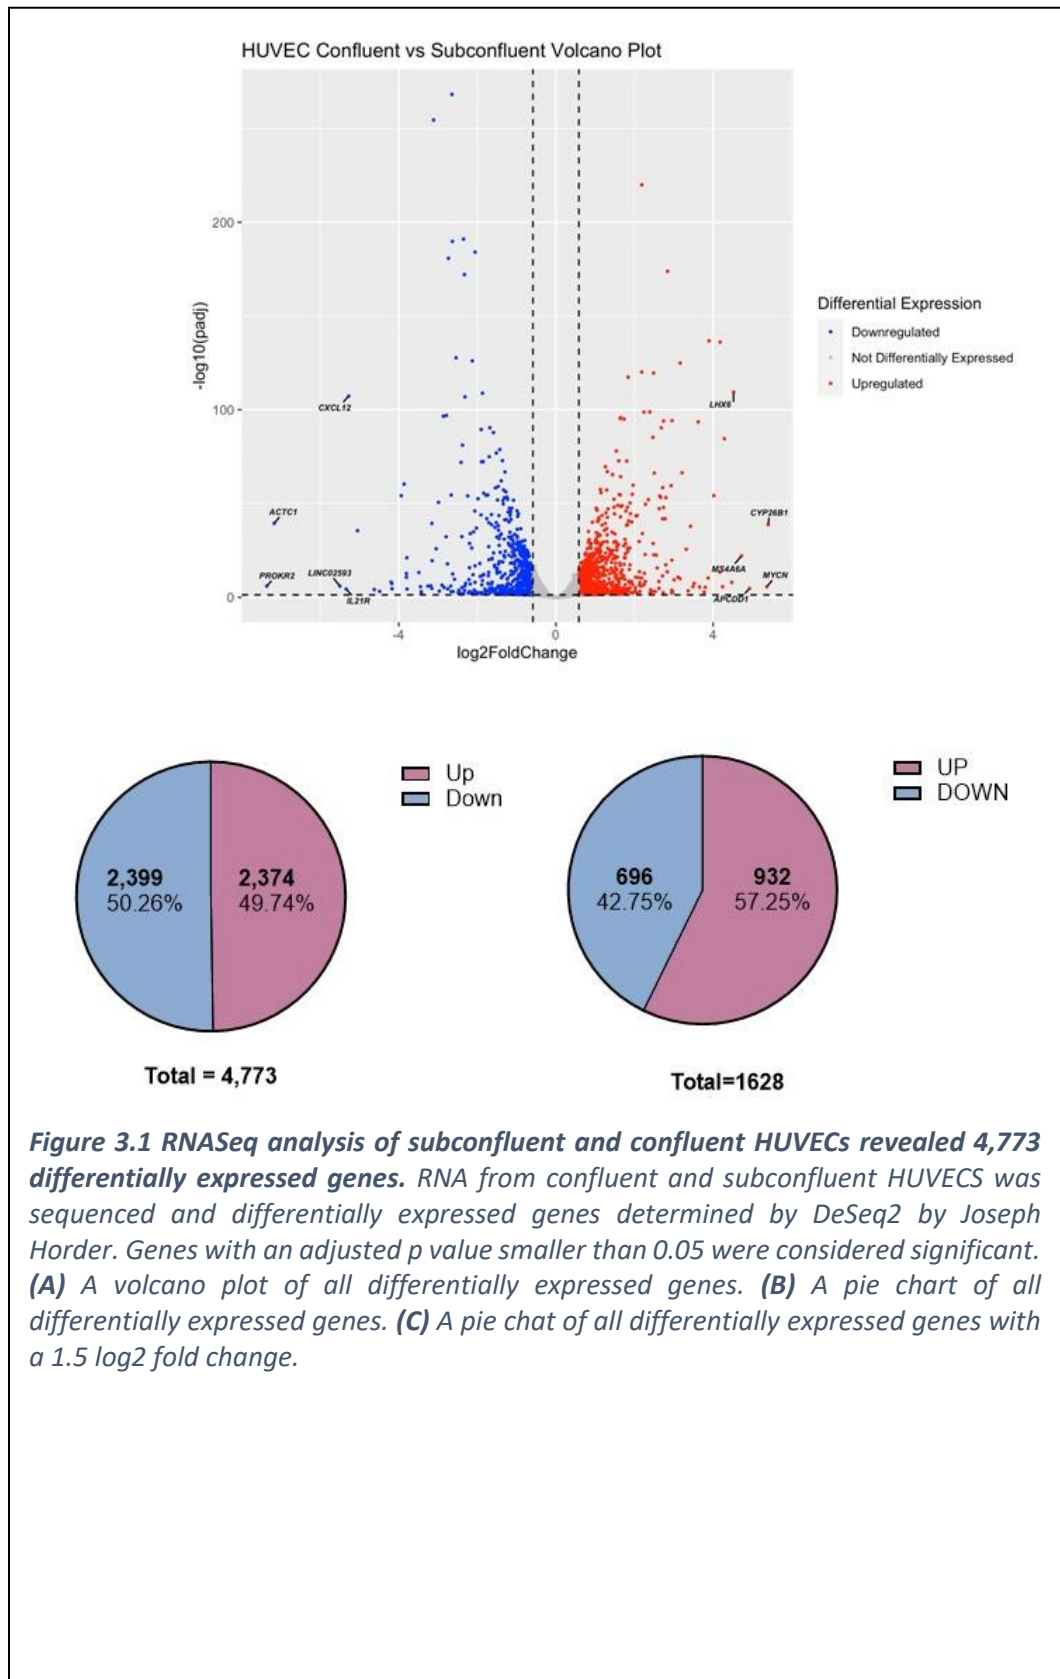 HUVEC Confluent vs Subconfluent Volcano Plot
-log10(padj)
200
100
0
CXCL12
ACTC1
PROKR2
LINC02593
IL21R
LHX6
CYP26B1
MS4A6A
MYCN
APCDD1
-4
0
4
log2FoldChange
Differential Expression
Downregulated
Not Differentially Expressed
Upregulated
Up
Down
2,399
50.26%
2,374
49.74%
Total = 4,773
UP
DOWN
696
42.75%
932
57.25%
Total=1628
Figure 3.1 RNASeq analysis of subconfluent and confluent HUVECs revealed 4,773
differentially expressed genes. RNA from confluent and subconfluent HUVECS was
sequenced and differentially expressed genes determined by DeSeq2 by Joseph
Horder. Genes with an adjusted p value smaller than 0.05 were considered significant.
(A) A volcano plot of all differentially expressed genes. (B) A pie chart of all
differentially expressed genes. (C) A pie chat of all differentially expressed genes with
a 1.5 log2 fold change.